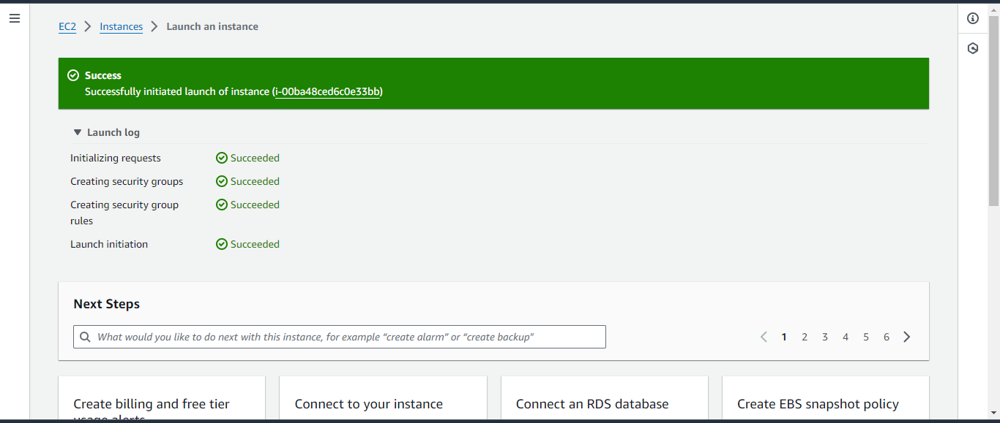 EC2 > Instances > Launch an instance
Success
Successfully initiated launch of instance (i-00ba48ced6c0e33bb)
Launch log
Initializing requests Succeeded
Creating security groups Succeeded
Creating security group Succeeded
rules
Launch initiation Succeeded
Next Steps
What would you like to do next with this instance, for example “create alarm” or “create backup”
1 2 3 4 5 6
Create billing and free tier
usage alerts
Connect to your instance
Connect an RDS database
Create EBS snapshot policy